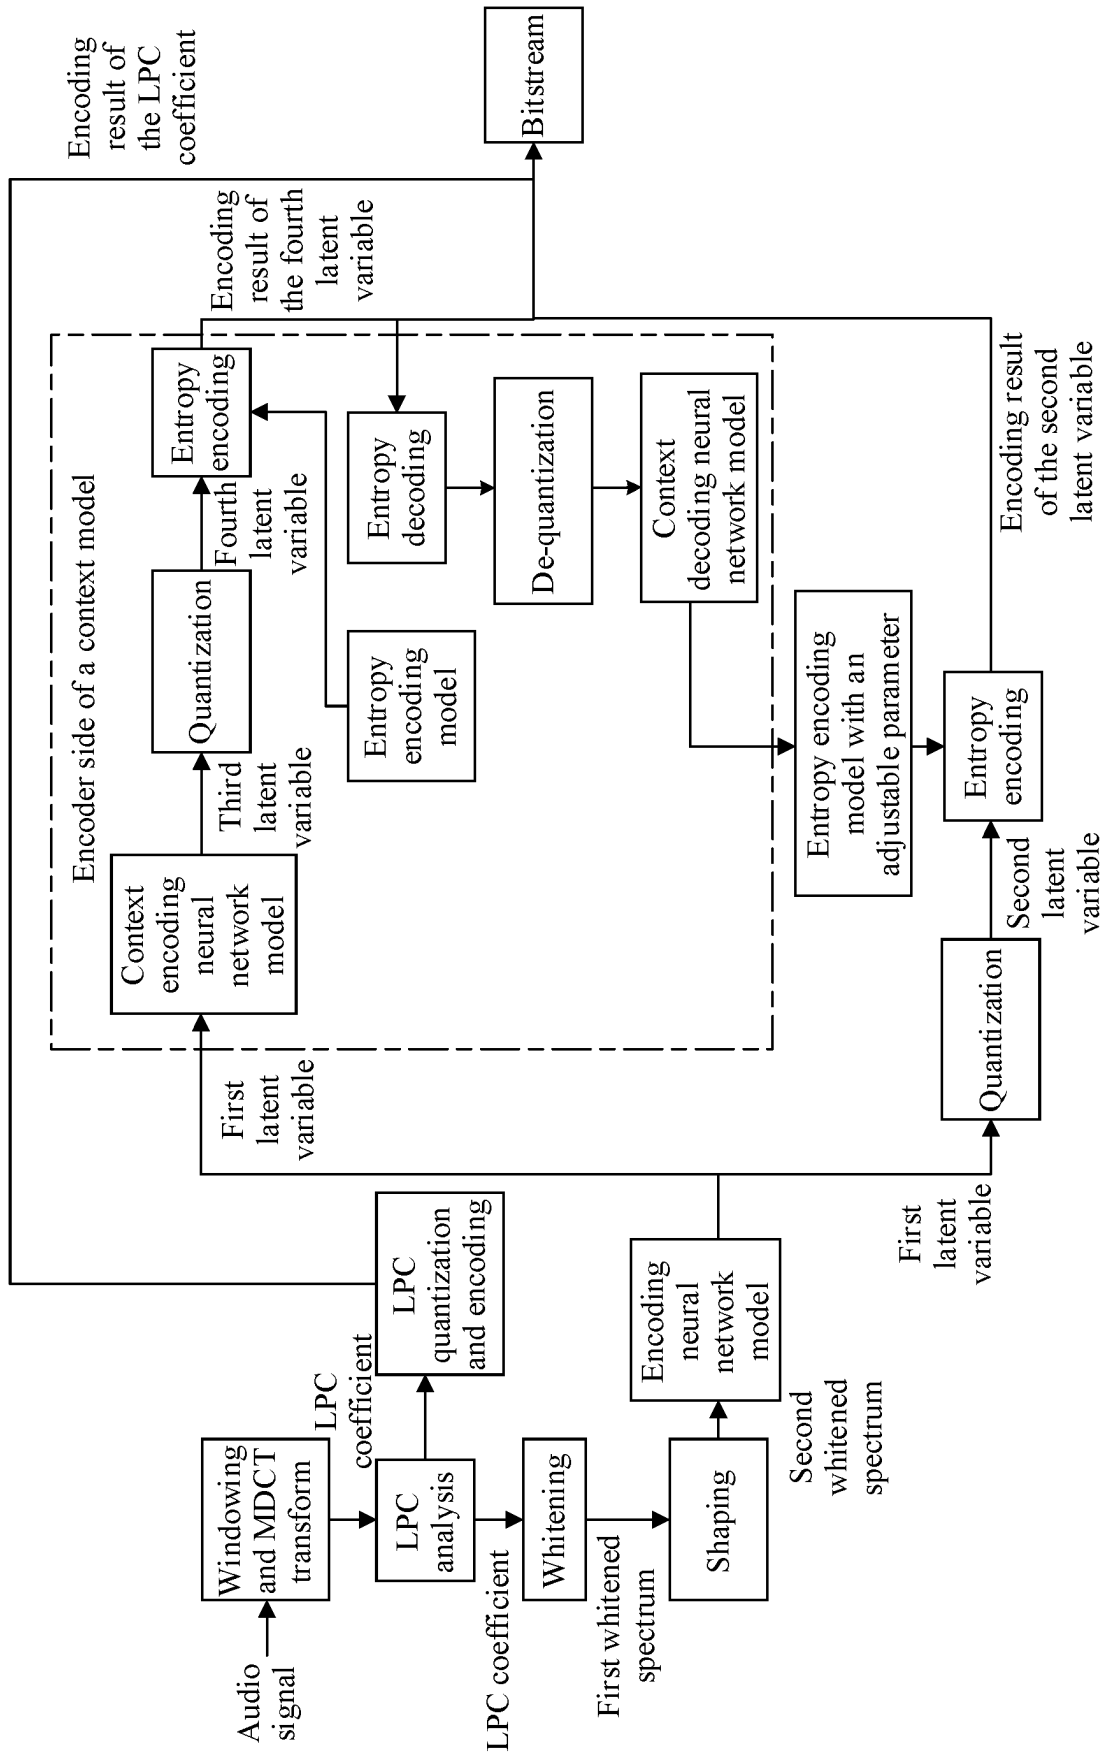 Audio
signal
Windowing
and MDCT
transform
LPC
coefficient
LPC
analysis
LPC
quantization
and encoding
LPC coefficient
Whitening
First whitened
spectrum
Shaping
Second
whitened
spectrum
Encoding
neural
network
model
First
latent
variable
First
latent
variable
Encoder side of a context model
Context
encoding
neural
network
model
Third
latent
variable
Quantization
Fourth
latent
variable
Entropy
encoding
Entropy
encoding
model
Entropy
decoding
De-quantization
Context
decoding neural
network model
Entropy encoding
model with an
adjustable parameter
Quantization
Second
latent
variable
Entropy
encoding
Encoding result
of the second
latent variable
Encoding
result of
the fourth
latent
variable
Encoding
result of
the LPC
coefficient
Bitstream